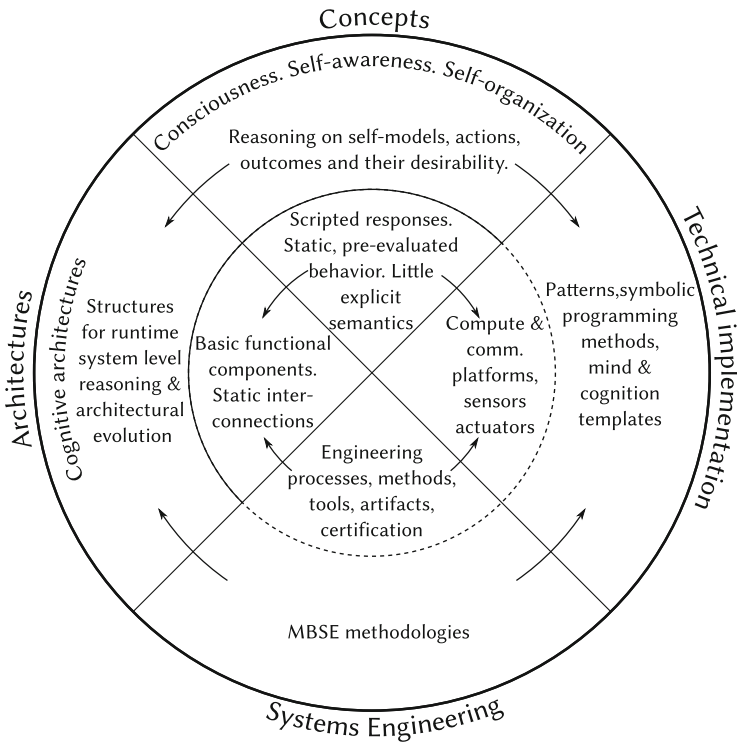 Concepts
Consciousness. Self-awareness. Self-organization
Reasoning on self-models, actions,
outcomes and their desirability.
Scripted responses.
Static, pre-evaluated
behavior. Little
explicit
semantics
Architectures
Cognitive architectures
Structures
for runtime
system level
reasoning &
architectural
evolution
Basic functional
components.
Static inter-
connections
Compute &
comm.
platforms,
sensors
actuators
Patterns,symbolic
programming
methods,
mind &
cognition
templates
Technical implementation
Engineering
processes, methods,
tools, artifacts,
certification
MBSE methodologies
Systems Engineering